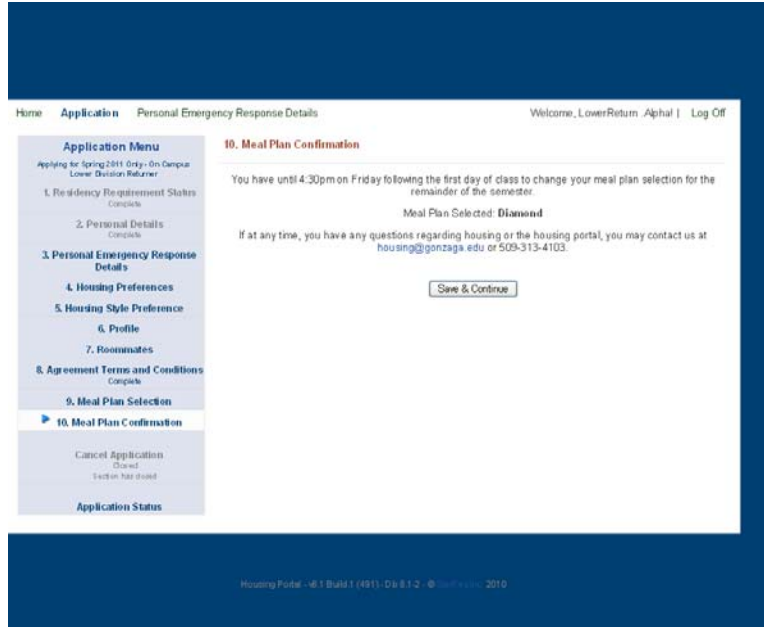 Home Application Personal Emergency Response Details Welcome, LowerReturn .Alpha! | Log Off
Application Menu
Applying for Spring 2011 Only - On Campus
Lower Division Returner
1. Residency Requirement Status
Complete
2. Personal Details
Complete
3. Personal Emergency Response
Details
4. Housing Preferences
5. Housing Style Preference
6. Profile
7. Roommates
8. Agreement Terms and Conditions
Complete
9. Meal Plan Selection
10. Meal Plan Confirmation
Cancel Application
Closed
Section has closed
Application Status
10. Meal Plan Confirmation
You have until 4:30pm on Friday following the first day of class to change your meal plan selection for the
remainder of the semester.
Meal Plan Selected: Diamond
If at any time, you have any questions regarding housing or the housing portal, you may contact us at
housing@gonzaga.edu or 509-313-4103.
Save & Continue
Housing Portal - v8.1 Build 1 (491) - Db 8.1-2 - © 2010